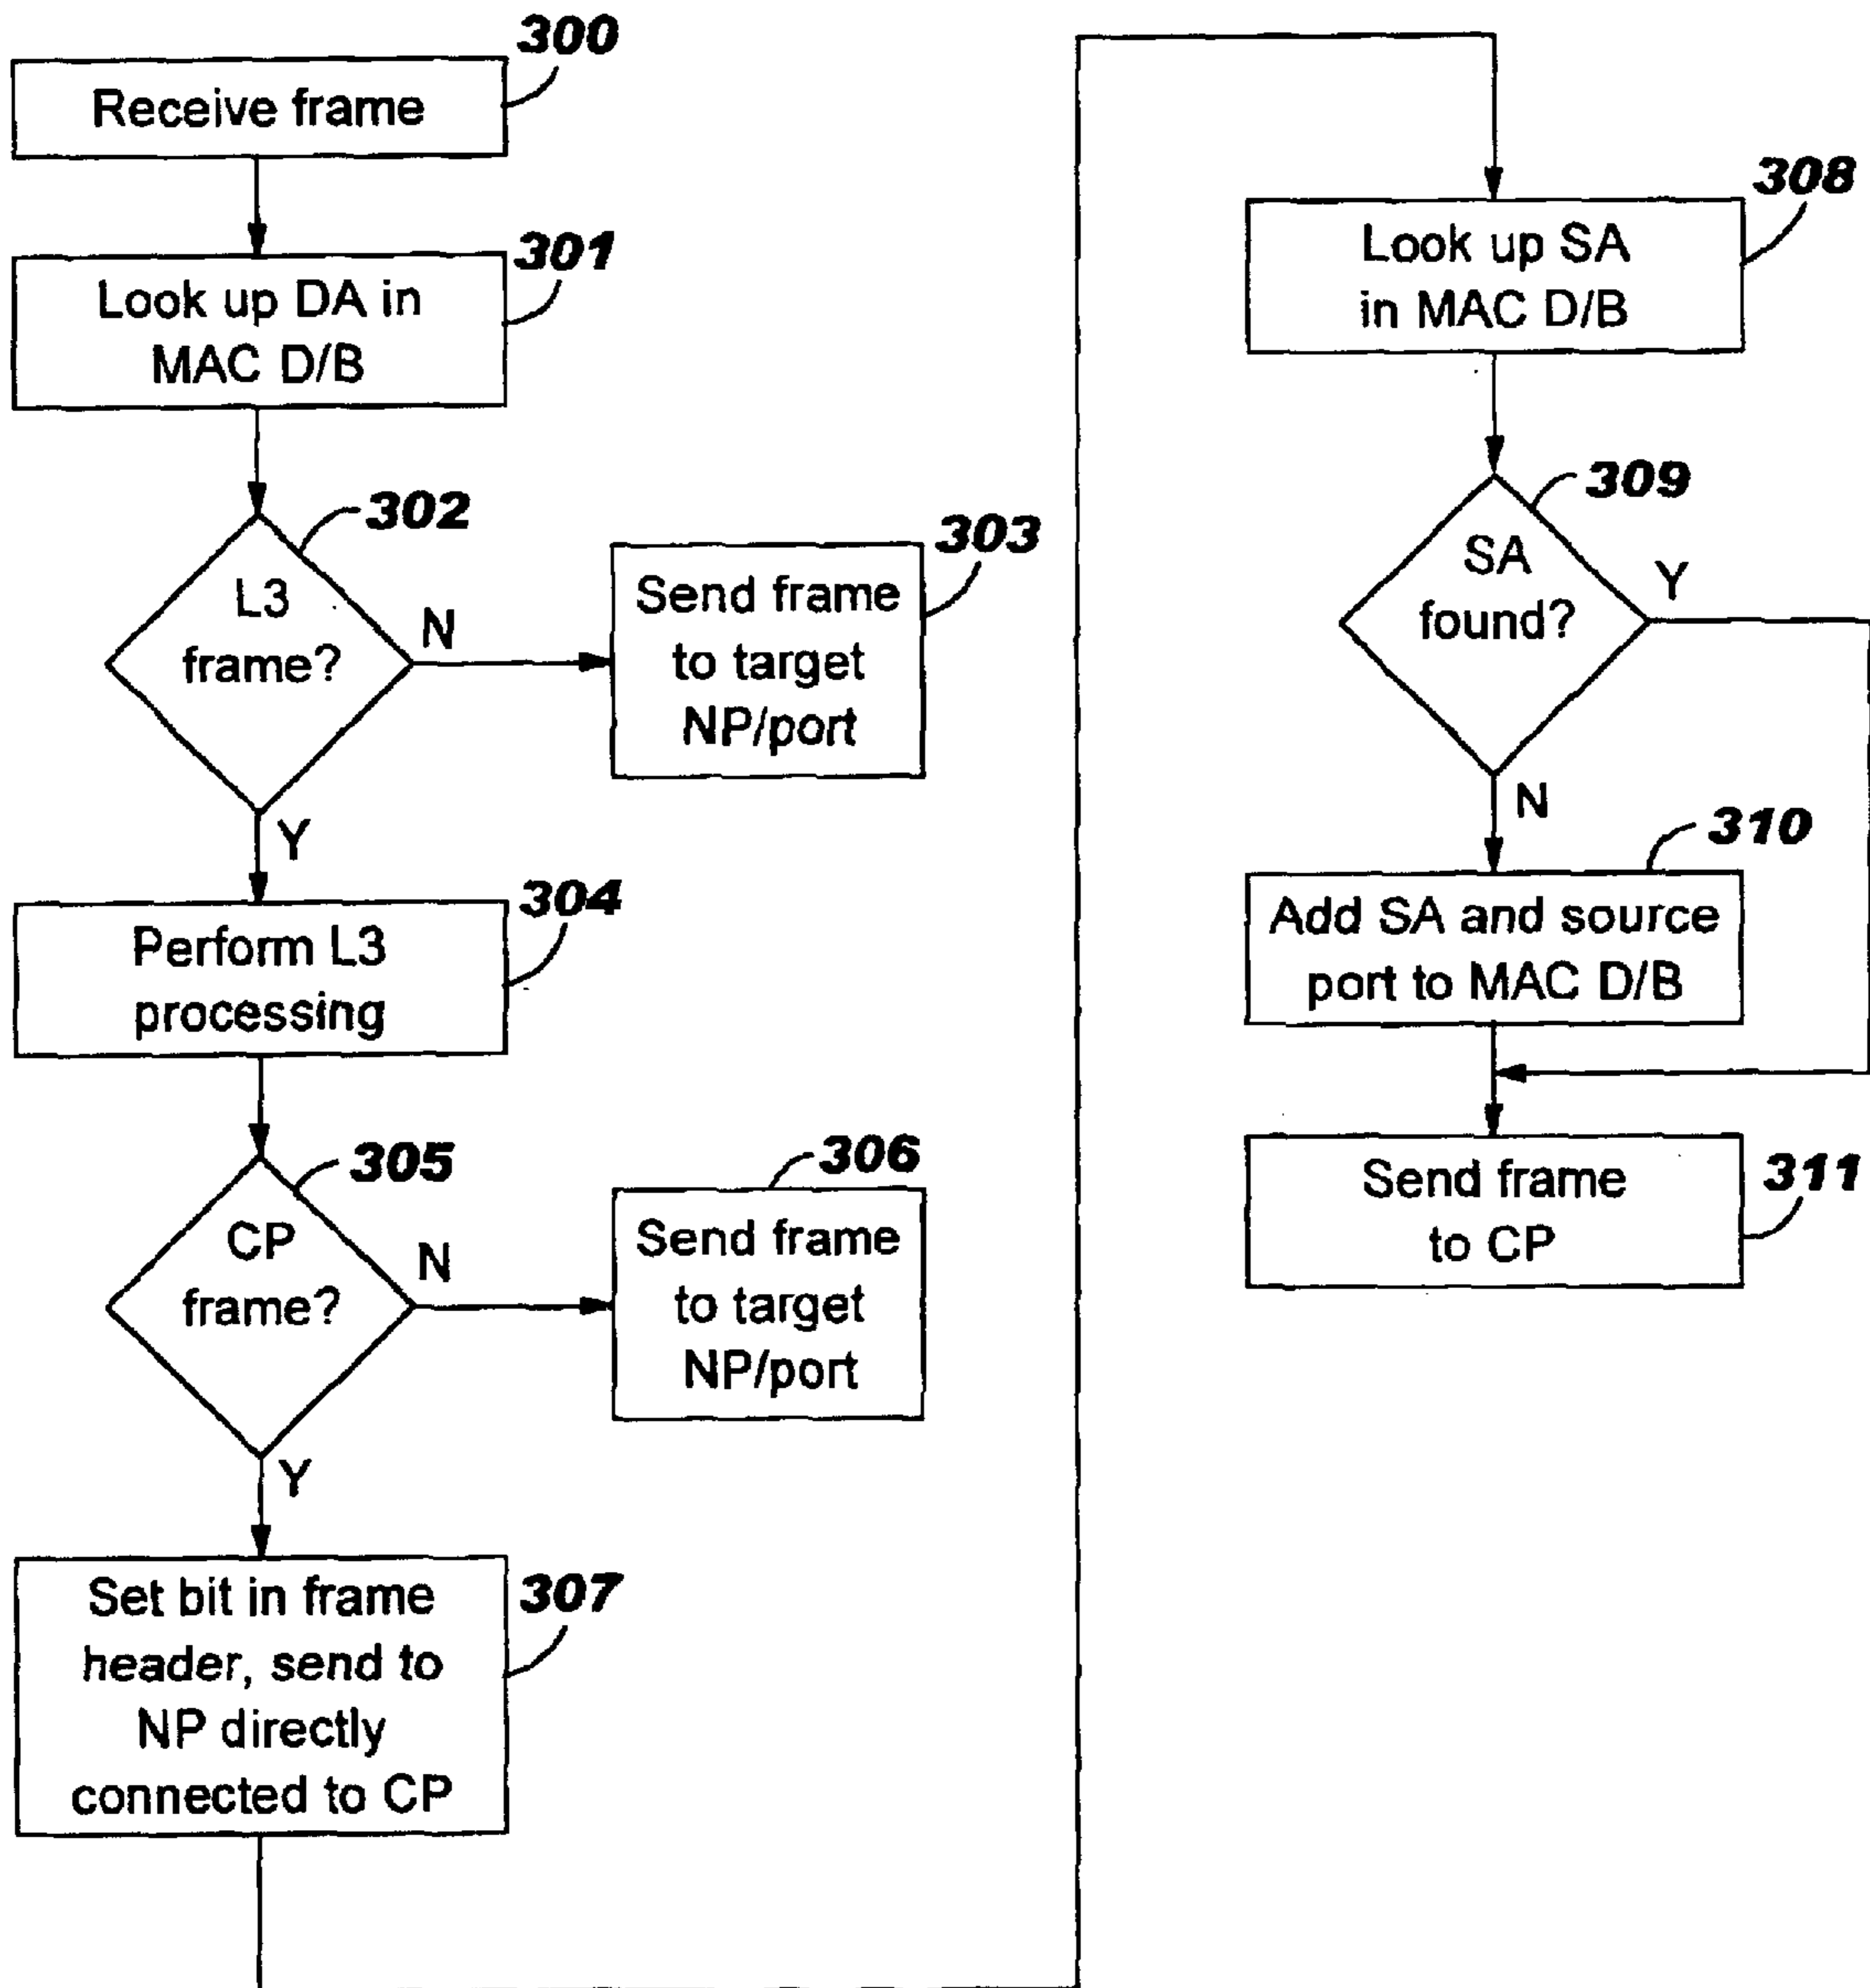 300
Receive frame
301
Look up DA in
MAC D/B
302
L3
frame?
N
Y
303
Send frame
to target
NP/port
304
Perform L3
processing
305
CP
frame?
N
Y
306
Send frame
to target
NP/port
307
Set bit in frame
header, send to
NP directly
connected to CP
308
Look up SA
in MAC D/B
309
SA
found?
Y
N
310
Add SA and source
port to MAC D/B
311
Send frame
to CP